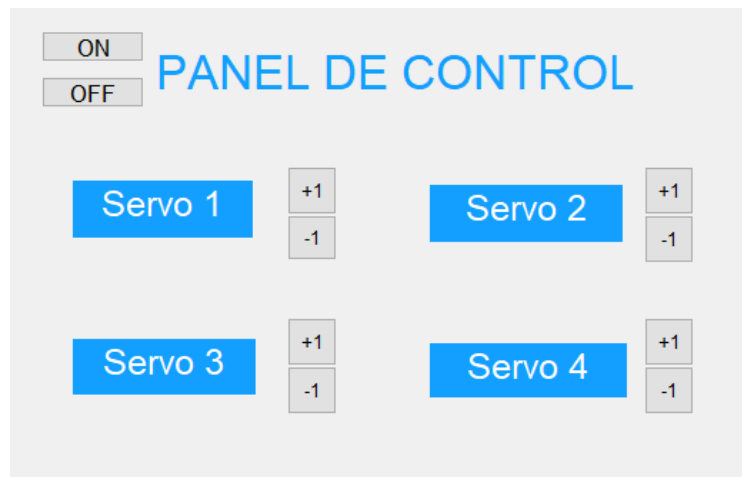 ON
OFF
PANEL DE CONTROL
Servo 1
+1
-1
Servo 2
+1
-1
Servo 3
+1
-1
Servo 4
+1
-1